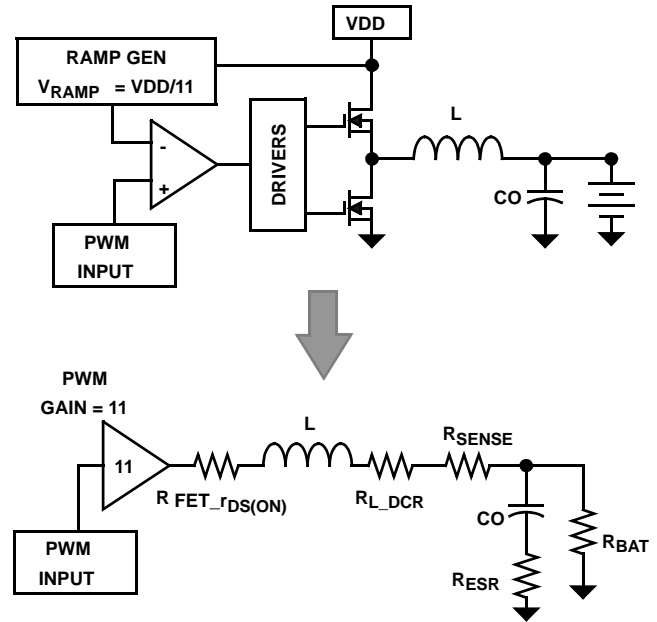 VDD
RAMP GEN
VRAMP = VDD/11
-
+
DRIVERS
L
CO
PWM
INPUT
PWM
GAIN = 11
11
R FET_rDS(ON)
L
RL_DCR
RSENSE
CO
RESR
RBAT
PWM
INPUT